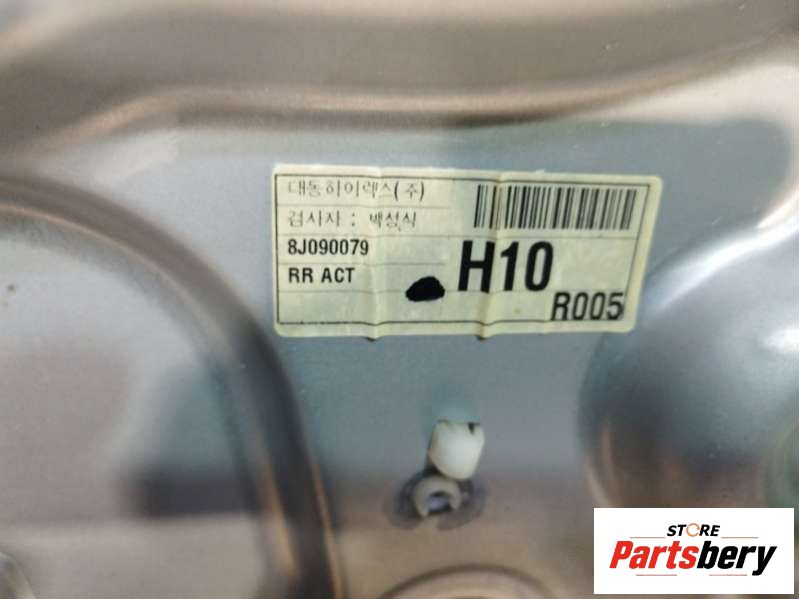 대동하이렉스(주)
검사자 : 백성식
8J090079
RR ACT
H10
R005
STORE
Partsbery